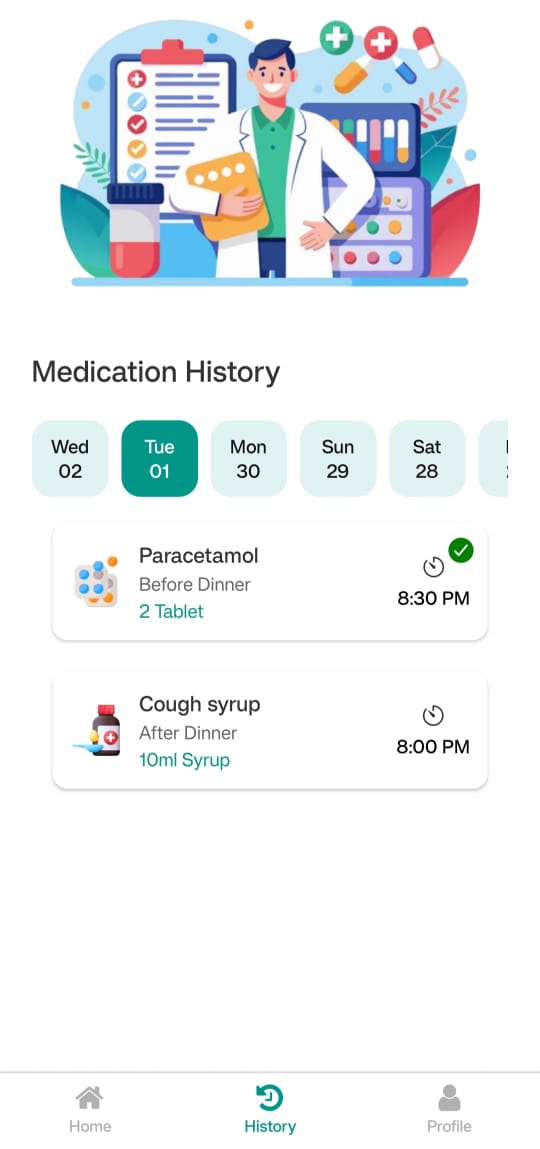 Medication History
Wed Tue Mon Sun Sat
02 01 30 29 28
Paracetamol
Before Dinner
2 Tablet
8:30 PM
Cough syrup
After Dinner
10ml Syrup
8:00 PM
Home History Profile